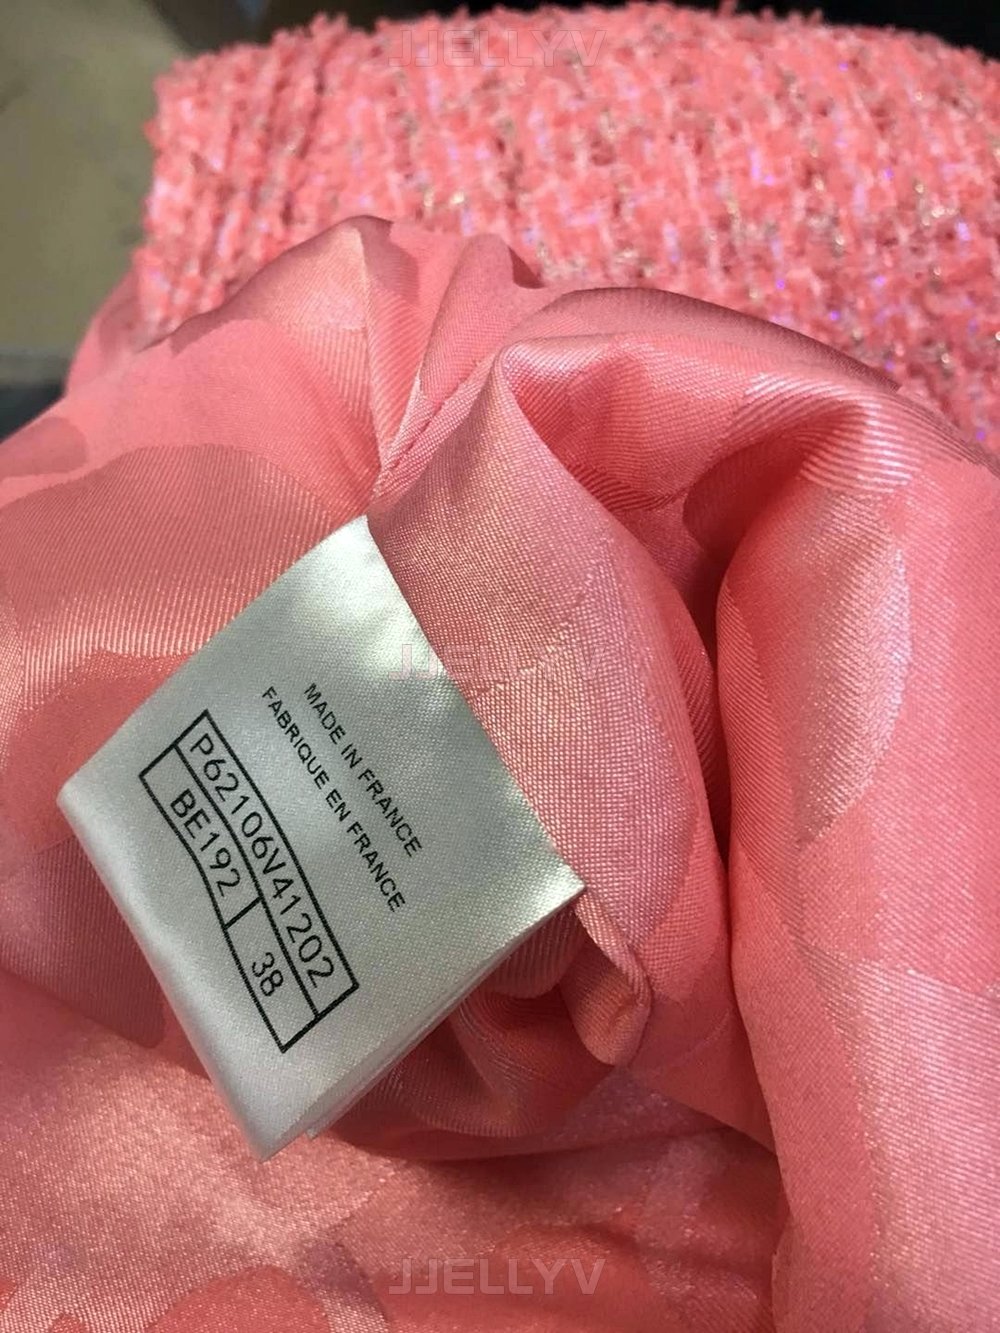 JJELLYV
JJELLYV
MADE IN FRANCE
FABRIQUE EN FRANCE
P62106V41202
BE192 38
JJELLYV